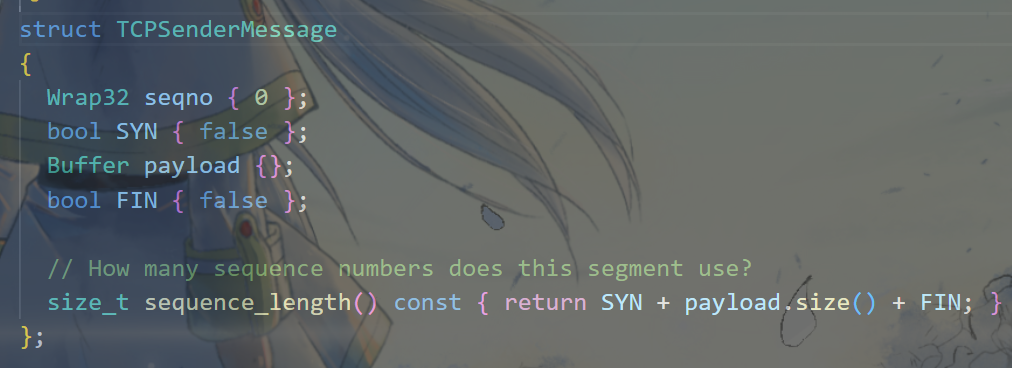 struct TCPSenderMessage
{
Wrap32 seqno { 0 };
bool SYN { false };
Buffer payload {};
bool FIN { false };
// How many sequence numbers does this segment use?
size_t sequence_length() const { return SYN + payload.size() + FIN; }
};